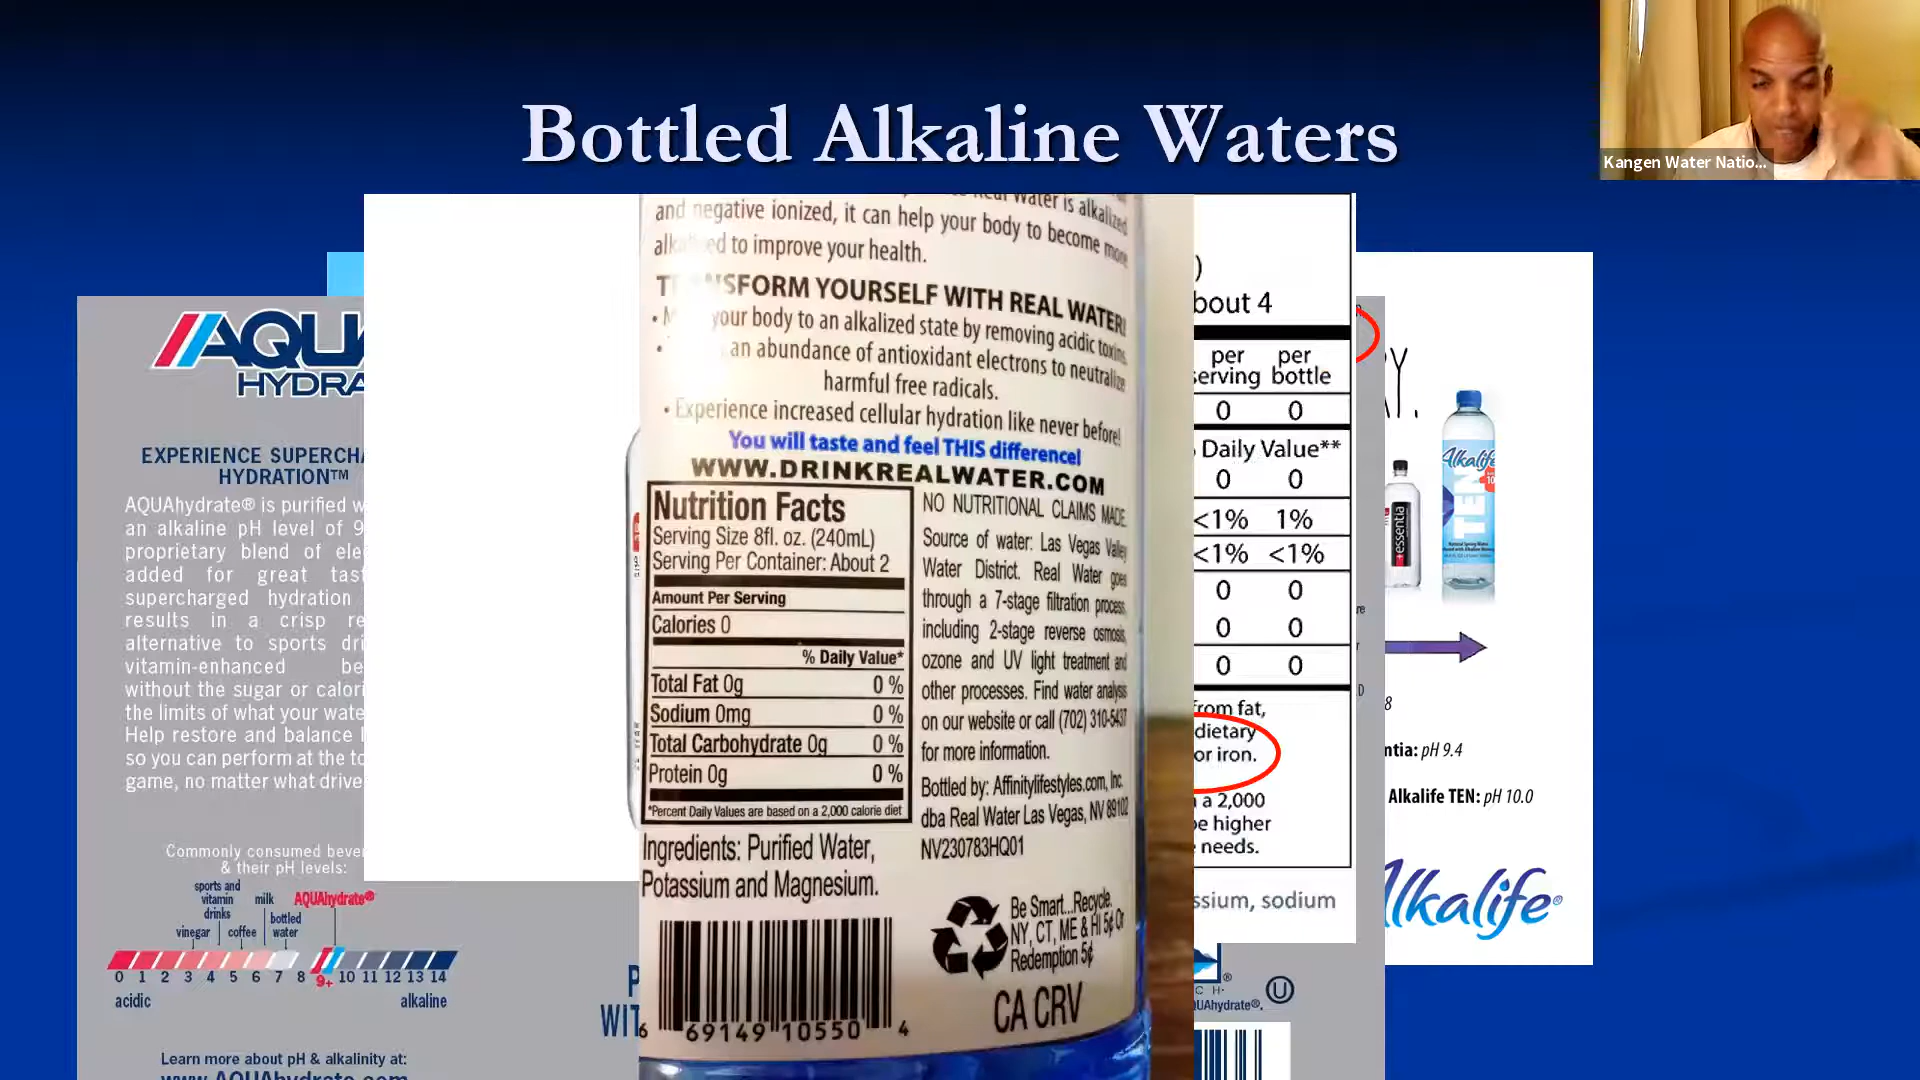 Bottled Alkaline Waters
Kangen Water Natio...
AQUA
HYDRA
EXPERIENCE SUPERCHA
HYDRATION™
AQUAhydrate® is purified w
an alkaline pH level of 9
proprietary blend of ele
added for great tast
supercharged hydration
results in a crisp re
alternative to sports dri
vitamin-enhanced be
without the sugar or calori
the limits of what your wate
Help restore and balance
so you can perform at the to
game, no matter what drive
Commonly consumed bever
& their pH levels:
sports and
vitamin
drinks
milk
AQUAhydrate®
bottled
water
vinegar
coffee
0 1 2 3 4 5 6 7 8 9+ 10 11 12 13 14
acidic
alkaline
Learn more about pH & alkalinity at:
www.AQUAhydrate.com
WIT
Water is alkalized
and negative ionized, it can help your body to become more
to improve your health.
YOURSELF WITH REAL WATER!
your body to an alkalized state by removing acidic toxins.
an abundance of antioxidant electrons to neutralize
harmful free radicals.
• Experience increased cellular hydration like never before!
You will taste and feel THIS difference!
WWW.DRINKREALWATER.COM
Nutrition Facts
Serving Size 8fl. oz. (240mL)
Serving Per Container: About 2
Amount Per Serving
Calories 0
% Daily Value*
Total Fat 0g 0 %
Sodium 0mg 0 %
Total Carbohydrate 0g 0 %
Protein 0g 0 %
*Percent Daily Values are based on a 2,000 calorie diet
Ingredients: Purified Water,
Potassium and Magnesium.
6 69149 10550 4
NO NUTRITIONAL CLAIMS MADE.
Source of water: Las Vegas Valley
Water District. Real Water goes
through a 7-stage filtration process,
including 2-stage reverse osmosis,
ozone and UV light treatment and
other processes. Find water analysis
on our website or call (702) 310-5437
for more information.
Bottled by: Affinitylifestyles.com, Inc.
dba Real Water Las Vegas, NV 89102
NV230783HQ01
Be Smart...Recycle.
NY, CT, ME & HI 5¢ Or
Redemption 5¢
CA CRV
)
bout 4
per per
serving bottle
0 0
Daily Value**
0 0
<1% 1%
<1% <1%
0 0
0 0
0 0
from fat,
dietary
or iron.
a 2,000
be higher
needs.
ssium, sodium
UAhydrate®.
U
essentia
Alkalife
TEN
8
ntia: pH 9.4
Alkalife TEN: pH 10.0
lkalife®